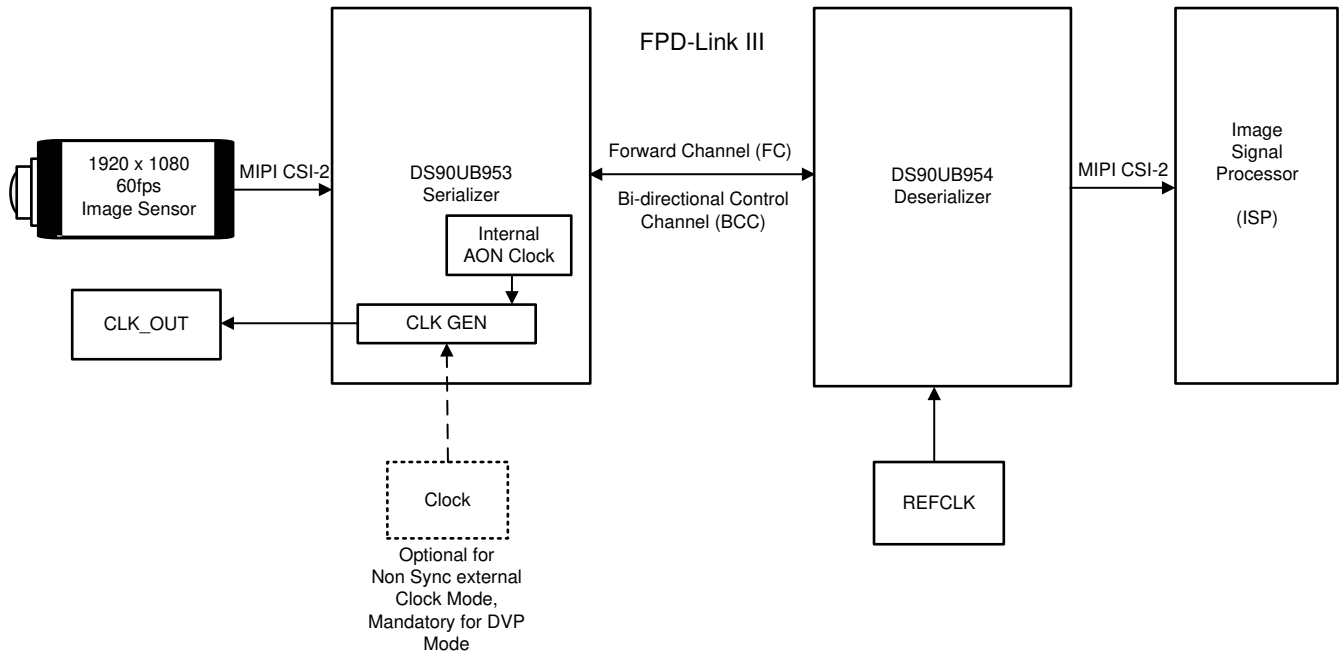 FPD-Link III
1920 x 1080
60fps
Image Sensor
MIPI CSI-2
DS90UB953
Serializer
Internal
AON Clock
CLK GEN
CLK_OUT
Clock
Optional for
Non Sync external
Clock Mode,
Mandatory for DVP
Mode
Forward Channel (FC)
Bi-directional Control
Channel (BCC)
DS90UB954
Deserializer
REFCLK
MIPI CSI-2
Image
Signal
Processor
(ISP)